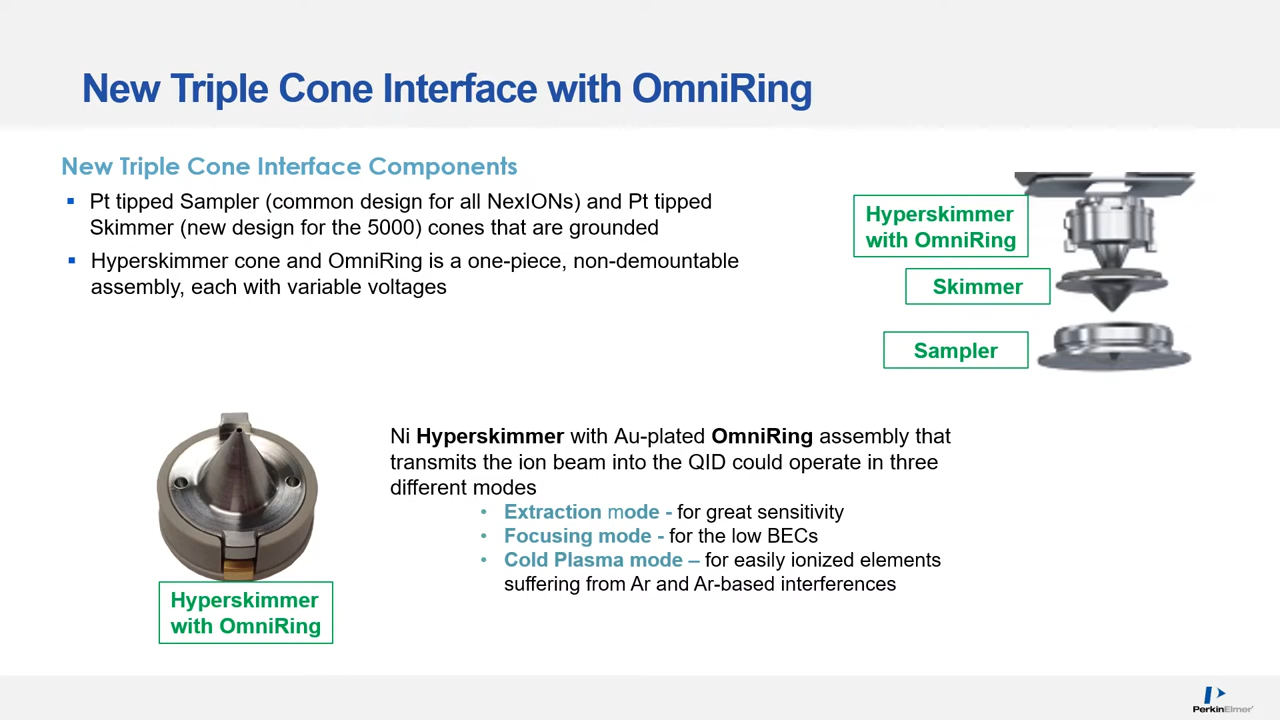 New Triple Cone Interface with OmniRing
New Triple Cone Interface Components
▪ Pt tipped Sampler (common design for all NexIONs) and Pt tipped
Skimmer (new design for the 5000) cones that are grounded
▪ Hyperskimmer cone and OmniRing is a one-piece, non-demountable
assembly, each with variable voltages
Hyperskimmer
with OmniRing
Skimmer
Sampler
Ni Hyperskimmer with Au-plated OmniRing assembly that
transmits the ion beam into the QID could operate in three
different modes
• Extraction mode - for great sensitivity
• Focusing mode - for the low BECs
• Cold Plasma mode – for easily ionized elements
suffering from Ar and Ar-based interferences
Hyperskimmer
with OmniRing
PerkinElmer